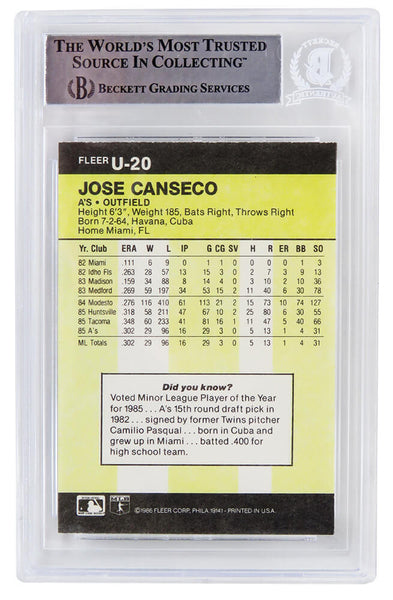 THE WORLD'S MOST TRUSTED
SOURCE IN COLLECTING™
B BECKETT GRADING SERVICES
FLEER U-20
JOSE CANSECO
A'S • OUTFIELD
Height 6'3", Weight 185, Bats Right, Throws Right
Born 7-2-64, Havana, Cuba
Home Miami, FL
Yr. Club ERA W L IP G CG SV H R ER BB SO
82 Miami .111 6 9 0 1 1 0 1 0 0 1 3
82 Idho Fls .263 28 57 13 15 3 0 7 3 9 13
83 Madison .159 34 88 8 14 0 0 10 2 10 36
83 Medford .269 59 197 34 53 15 2 11 40 6 30 78
84 Modesto .276 116 410 61 113 21 2 15 73 10 74 127
85 Huntsville .318 58 211 47 67 10 2 25 80 6 30 55
85 Tacoma .348 60 233 41 81 16 1 11 47 5 40 66
85 A's .302 29 96 16 29 3 0 5 13 1 4 31
ML Totals .302 29 96 16 29 3 0 5 13 1 4 31
Did you know?
Voted Minor League Player of the
Year for 1985 . . . A's 15th round draft pick in
1982 . . . signed by former Twins pitcher
Camilio Pasqual . . . born in Cuba and
grew up in Miami . . . batted .400 for
high school team.
©1986 FLEER CORP., PHILA. 19141 - PRINTED IN U.S.A.